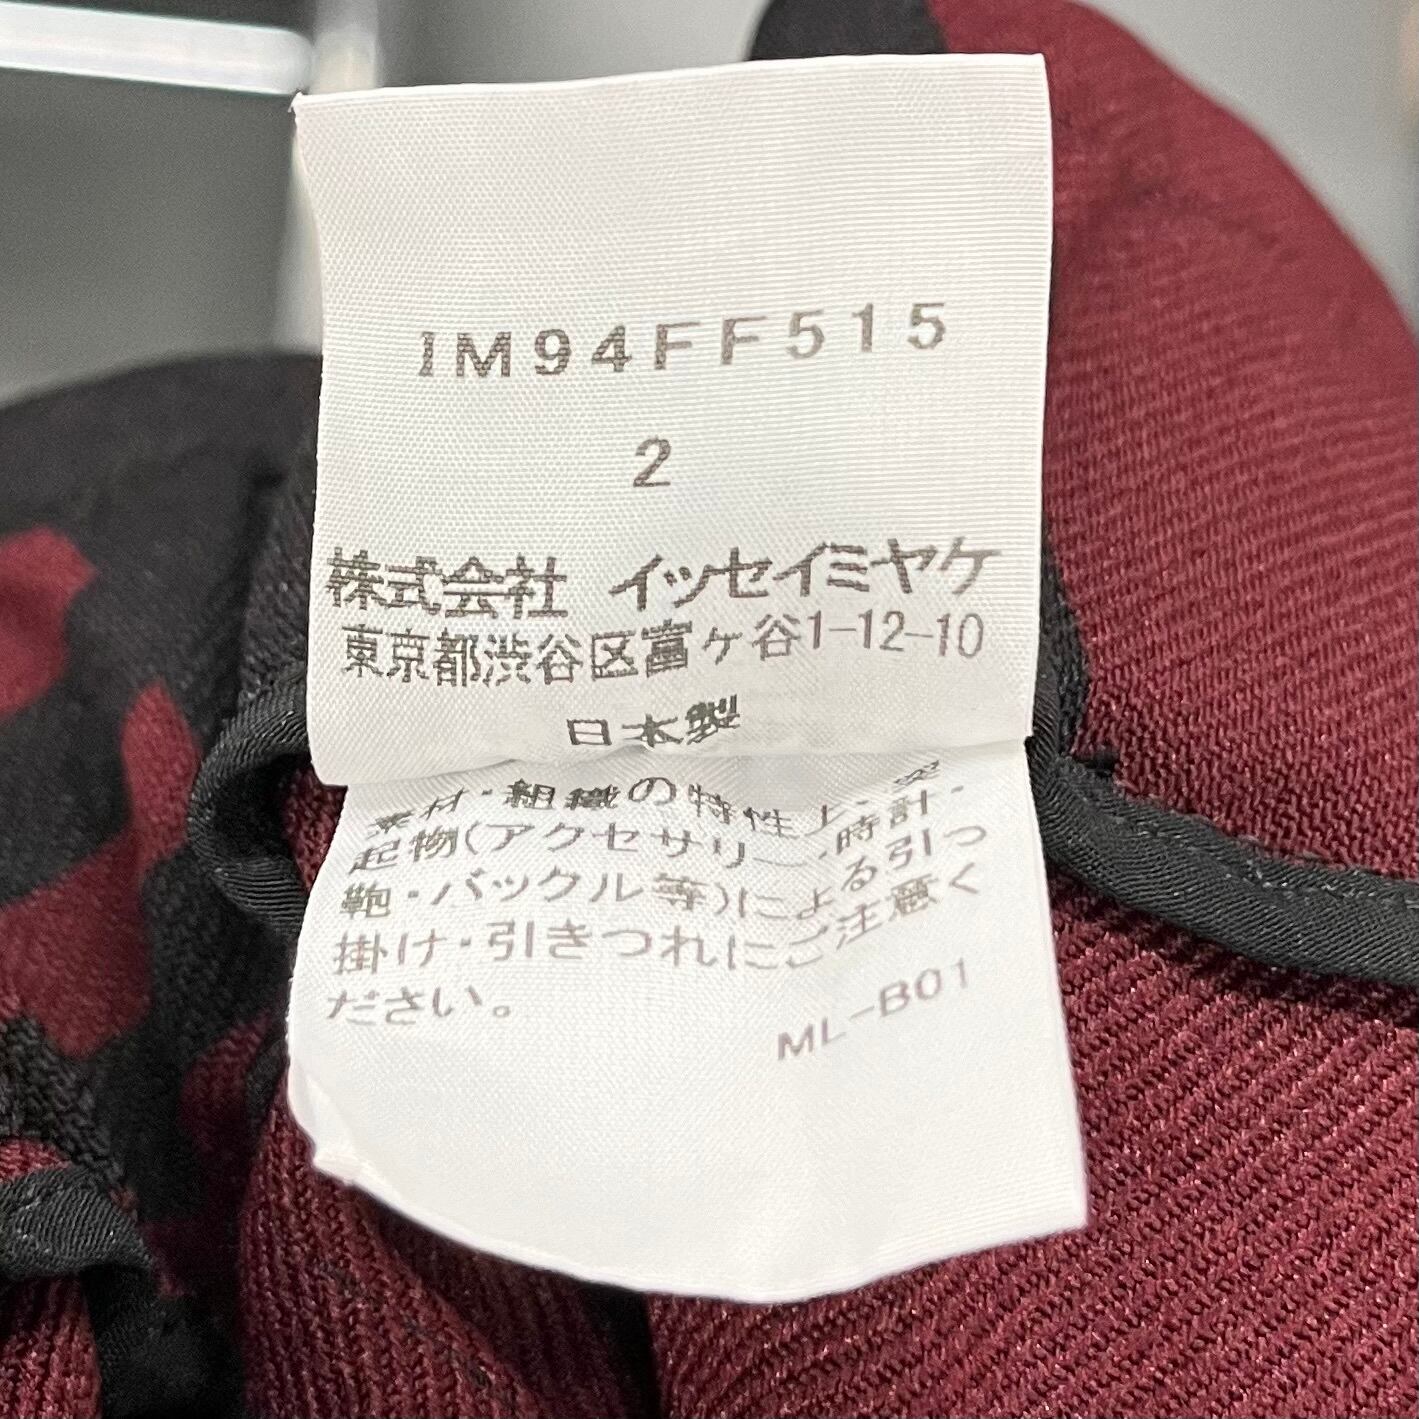 IM94FF515
2
株式会社 イッセイミヤケ
東京都渋谷区富ヶ谷1-12-10
日本製
素材・組織の特性上、突
起物(アクセサリー・時計・
鞄・バックル等)による引っ
掛け・引きつれにご注意く
ださい。
ML-B01